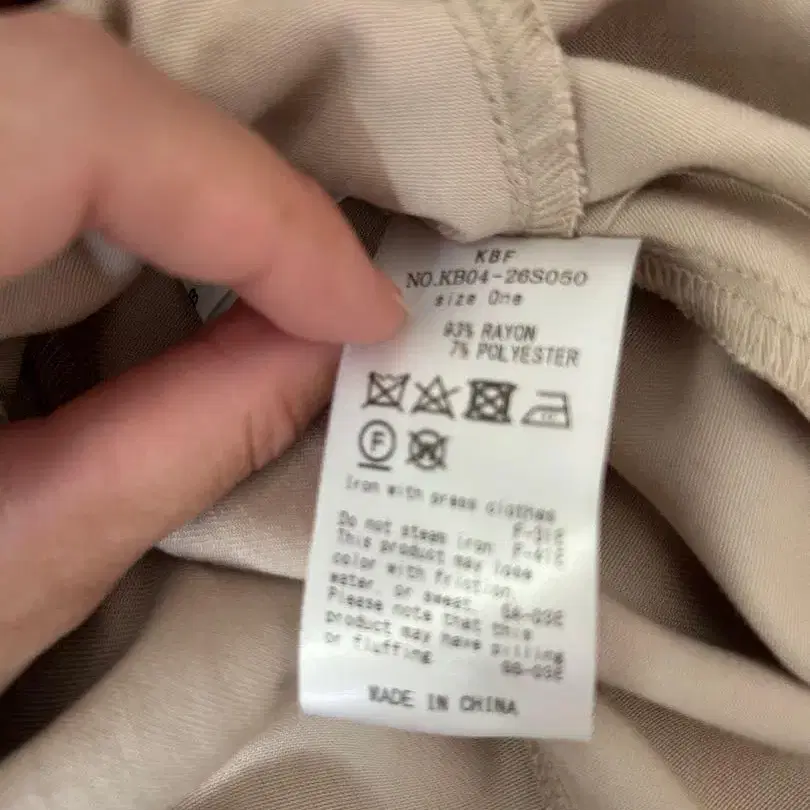 KBF
NO.KB04-26S050
size One
93% RAYON
7% POLYESTER
F
Iron with press clothes
F-31E
Do not steam iron F-41E
This product may lose
color with friction,
water, or sweat. GA-03E
Please note that this
product may have pilling
or fluffing. GB-03E
MADE IN CHINA